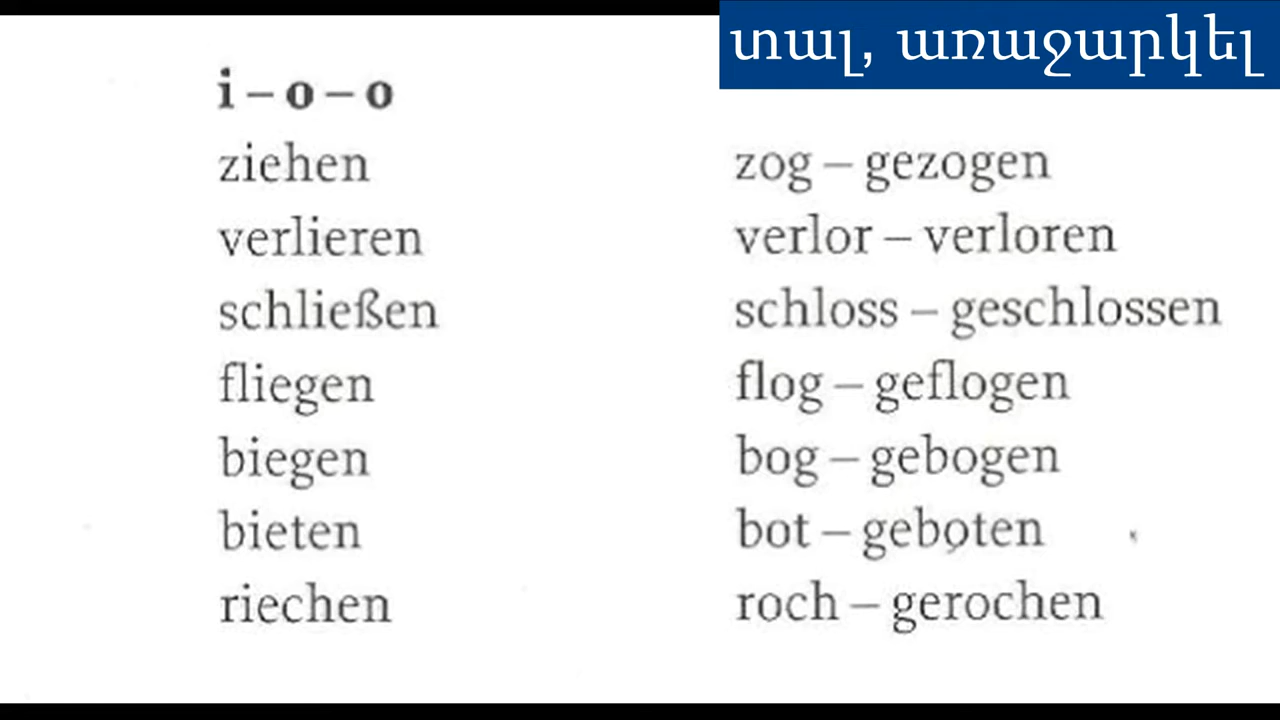 տալ, առաջարկել
i – o – o
ziehen zog – gezogen
verlieren verlor – verloren
schließen schloss – geschlossen
fliegen flog – geflogen
biegen bog – gebogen
bieten bot – geboten
riechen roch – gerochen